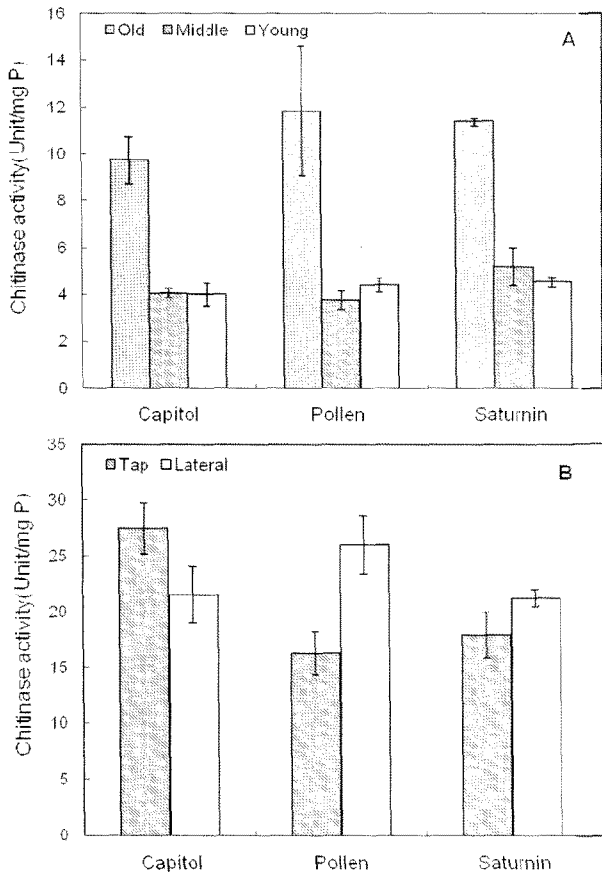 16
Old Middle Young
A
14
12
10
8
6
4
2
0
Chitinase activity(Unit/mg P)
Capitol Pollen Saturnin
35
Tap Lateral
B
30
25
20
15
10
5
0
Chitinase activity(Unit/mg P)
Capitol Pollen Saturnin